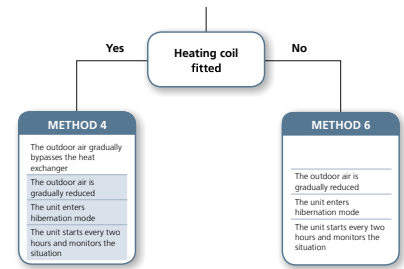 Yes
Heating coil
fitted
No
METHOD 4
The outdoor air gradually
bypasses the heat
exchanger
The outdoor air is
gradually reduced
The unit enters
hibernation mode
The unit starts every two
hours and monitors the
situation
METHOD 6
The outdoor air is
gradually reduced
The unit enters
hibernation mode
The unit starts every two
hours and monitors the
situation